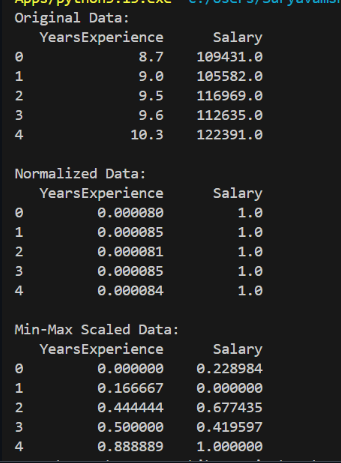 Apps/python3.13.exe" c:/Users/Suryavamsh
Original Data:
YearsExperience Salary
0 8.7 109431.0
1 9.0 105582.0
2 9.5 116969.0
3 9.6 112635.0
4 10.3 122391.0
Normalized Data:
YearsExperience Salary
0 0.000080 1.0
1 0.000085 1.0
2 0.000081 1.0
3 0.000085 1.0
4 0.000084 1.0
Min-Max Scaled Data:
YearsExperience Salary
0 0.000000 0.228984
1 0.166667 0.000000
2 0.444444 0.677435
3 0.500000 0.419597
4 0.888889 1.000000